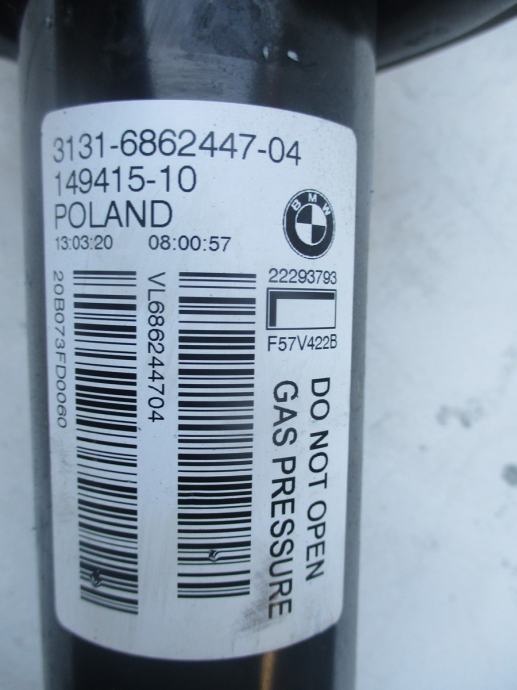 3131-6862447-04
149415-10
POLAND
13:03:20 08:00:57
BMW
22293793
F57V422B
20B073FD0060
VL686244704
DO NOT OPEN
GAS PRESSURE